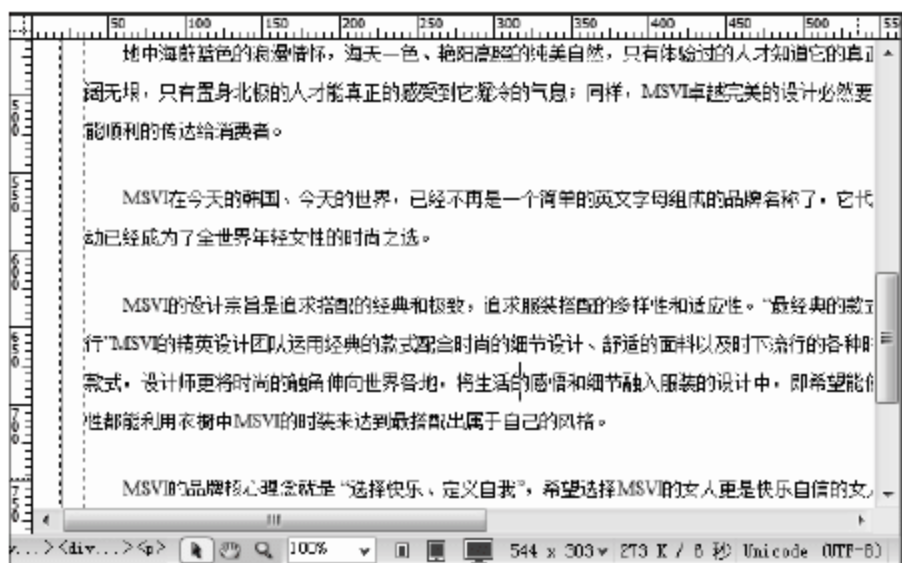 50 100 150 200 250 300 350 400 450 500 55
地中海蔚蓝色的浪漫情怀，海天一色、艳阳高照的纯美自然，只有体验过的人才知道它的真正
阔无垠，只有置身北极的人才能真正的感受到它凝冷的气息；同样，MSVI卓越完美的设计必然要
能顺利的传达给消费者。
MSVI在今天的韩国、今天的世界，已经不再是一个简单的英文字母组成的品牌名称了，它代
动已经成为了全世界年轻女性的时尚之选。
MSVI的设计宗旨是追求搭配的经典和极致，追求服装搭配的多样性和适应性。“最经典的款式
行”MSVI的精英设计团队运用经典的款式配合时尚的细节设计、舒适的面料以及时下流行的各种时
款式，设计师更将时尚的触角伸向世界各地，将生活的感悟和细节融入服装的设计中，即希望能使
性都能利用衣橱中MSVI的时装来达到最搭配出属于自己的风格。
MSVI的品牌核心理念就是“选择快乐、定义自我”，希望选择MSVI的女人更是快乐自信的女人
500
550
600
650
700
750
...><div...><p> 100% 544 x 303 273 K / 6 秒 Unicode (UTF-8)